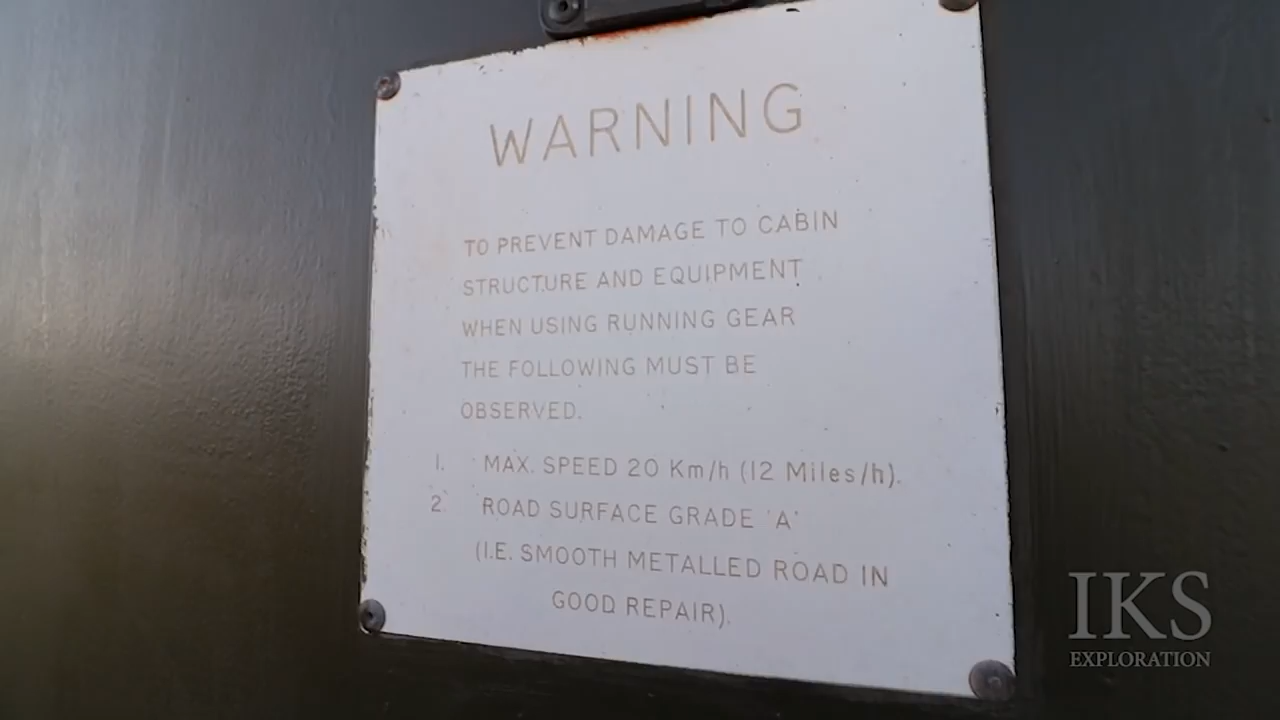 WARNING
TO PREVENT DAMAGE TO CABIN
STRUCTURE AND EQUIPMENT
WHEN USING RUNNING GEAR
THE FOLLOWING MUST BE
OBSERVED.
1. MAX. SPEED 20 Km/h (12 Miles/h).
2. ROAD SURFACE GRADE 'A'
(I.E. SMOOTH METALLED ROAD IN
GOOD REPAIR).
IKS
EXPLORATION